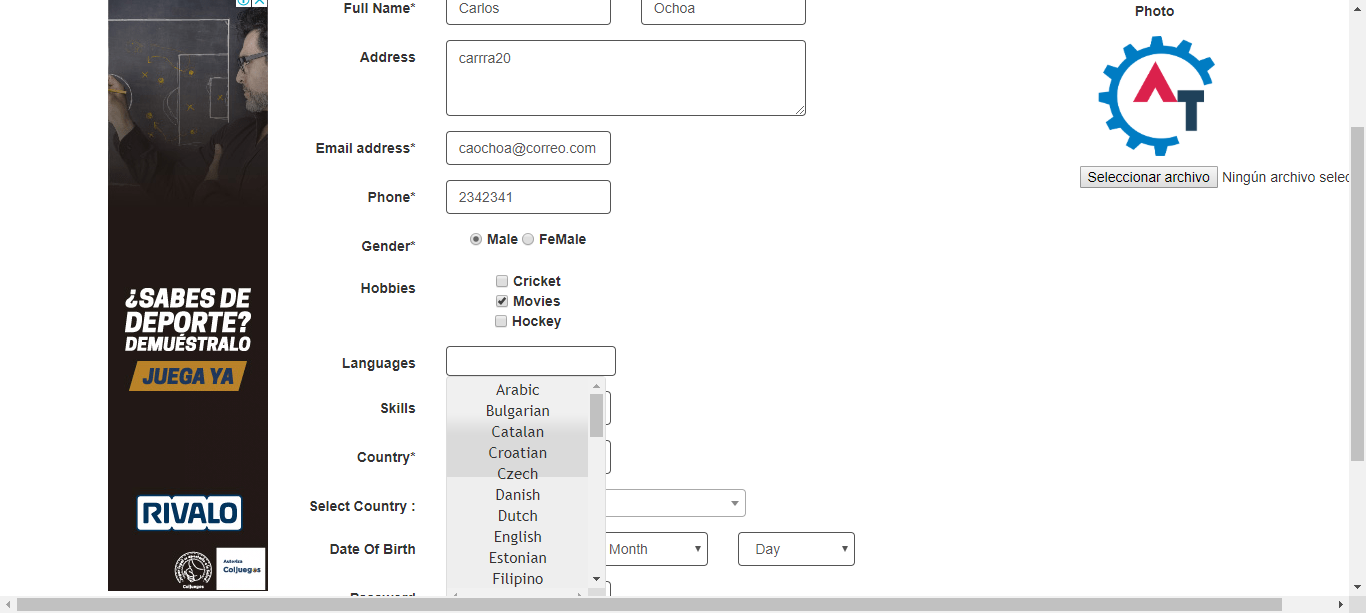 Full Name*
Carlos
Ochoa
Photo
Address
carrra20
AT
Email address*
caochoa@correo.com
Seleccionar archivo
Ningún archivo selec
Phone*
2342341
Gender*
Male
FeMale
Hobbies
Cricket
Movies
Hockey
Languages
Arabic
Bulgarian
Catalan
Croatian
Czech
Danish
Dutch
English
Estonian
Filipino
Skills
Country*
Select Country :
Date Of Birth
Month
Day
Password
¿SABES DE
DEPORTE?
DEMUÉSTRALO
JUEGA YA
RIVALO
Autoriza
Coljuegos
Coljuegos